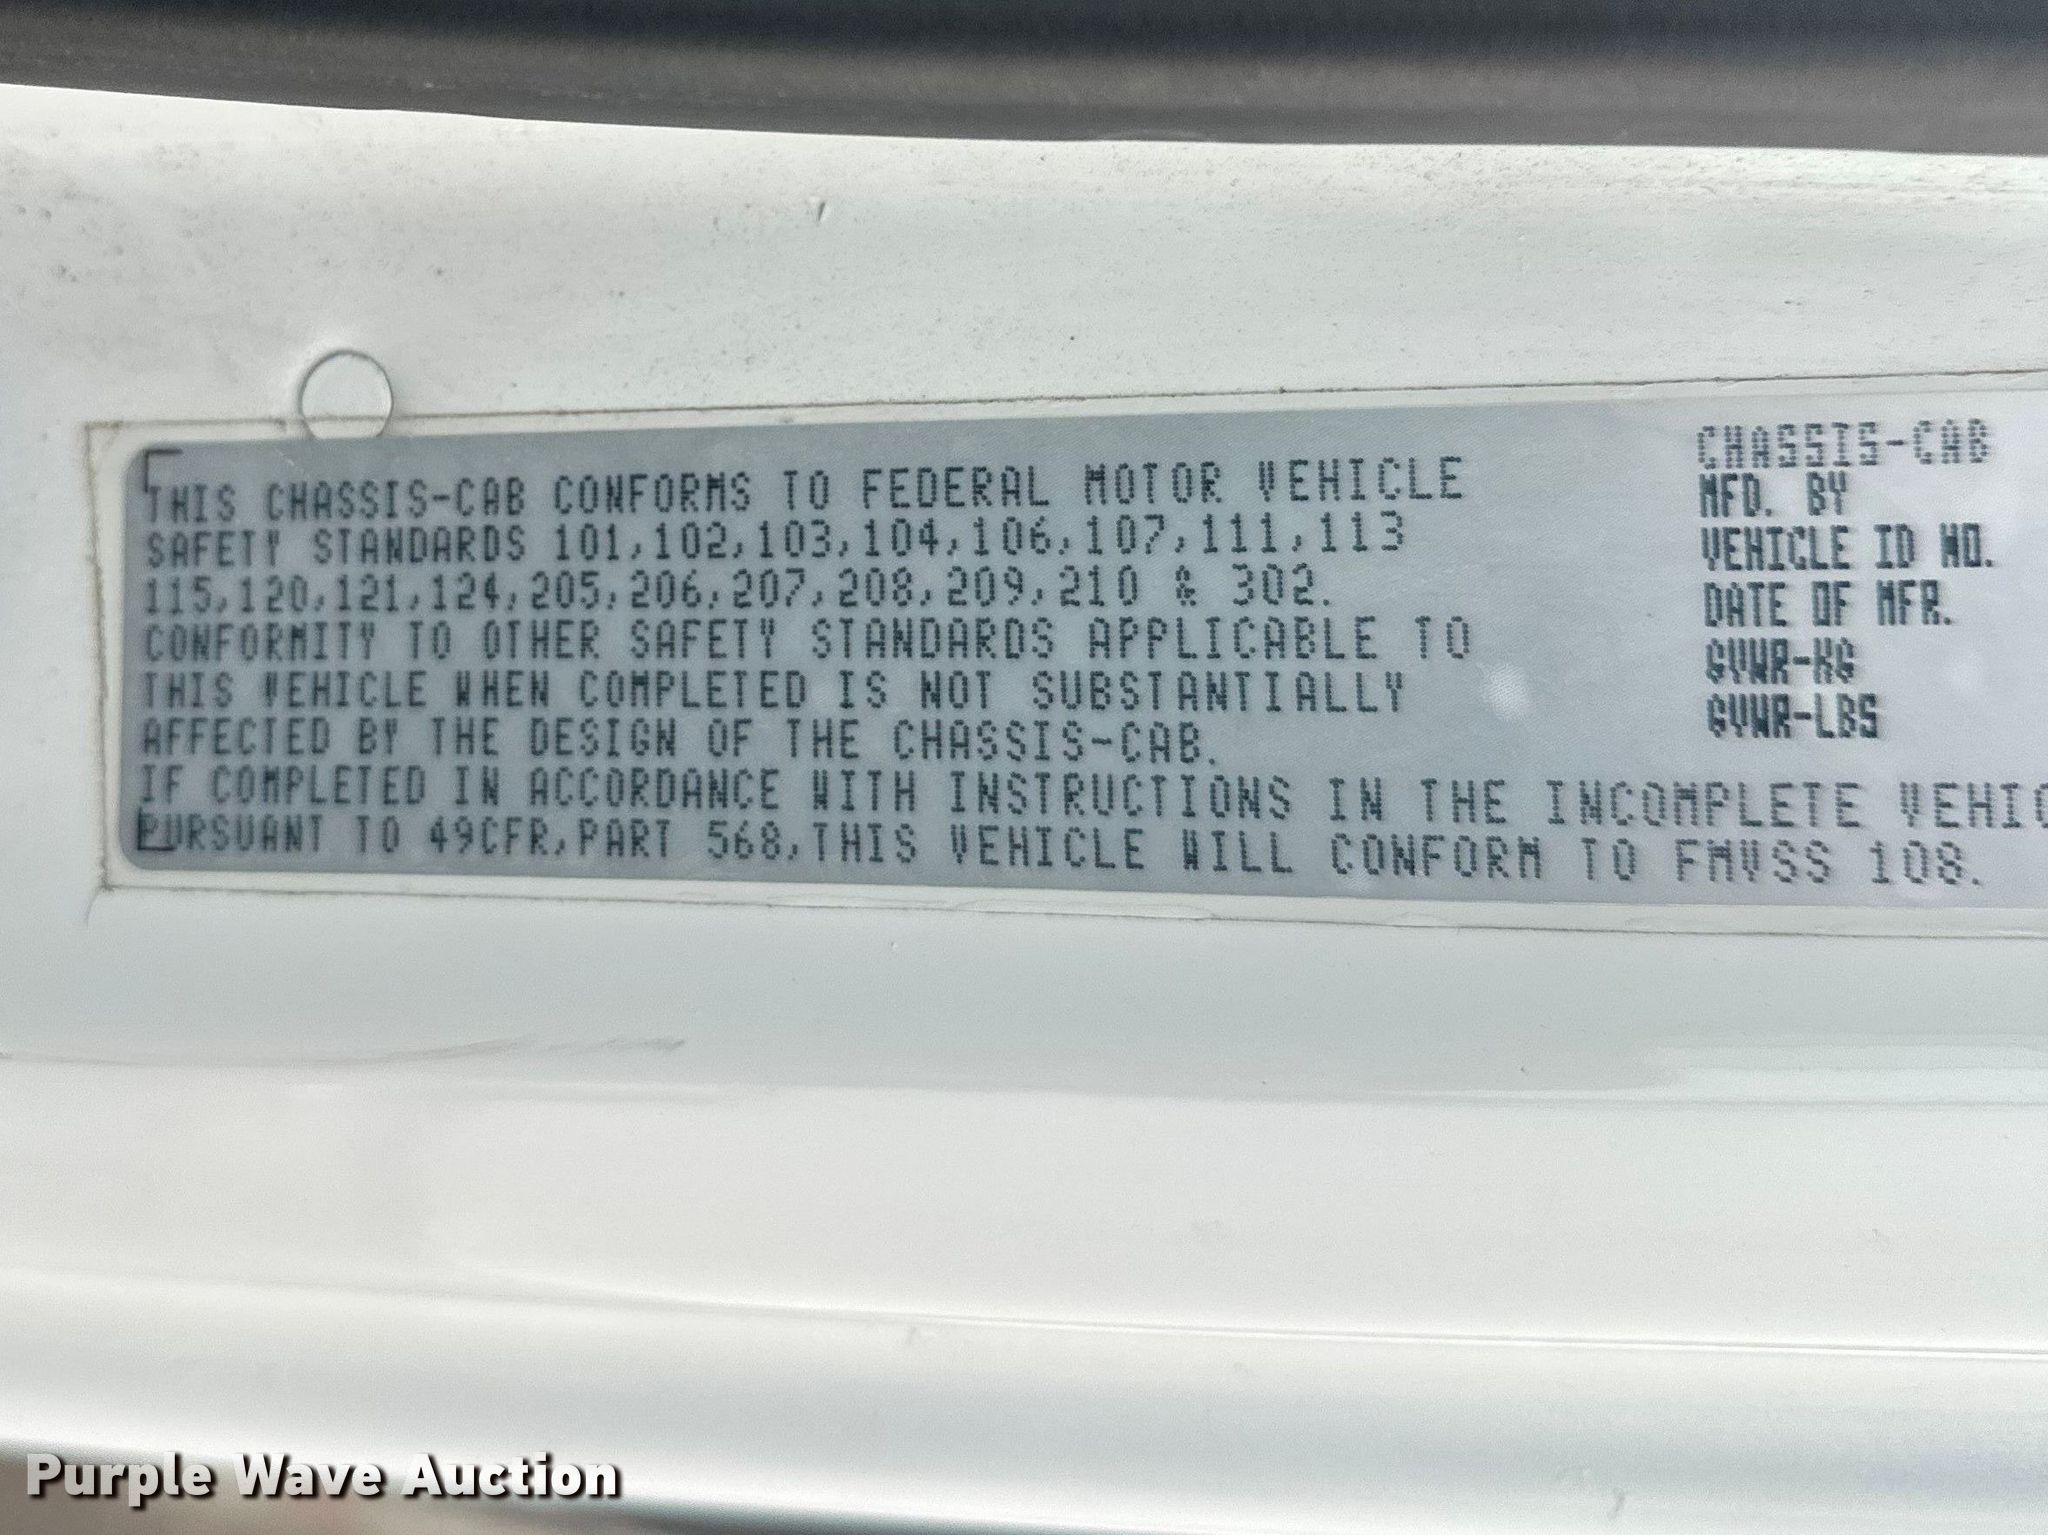 THIS CHASSIS-CAB CONFORMS TO FEDERAL MOTOR VEHICLE
SAFETY STANDARDS 101,102,103,104,106,107,111,113
115,120,121,124,205,206,207,208,209,210 & 302.
CONFORMITY TO OTHER SAFETY STANDARDS APPLICABLE TO
THIS VEHICLE WHEN COMPLETED IS NOT SUBSTANTIALLY
AFFECTED BY THE DESIGN OF THE CHASSIS-CAB.
IF COMPLETED IN ACCORDANCE WITH INSTRUCTIONS IN THE INCOMPLETE VEHIC
PURSUANT TO 49CFR,PART 568,THIS VEHICLE WILL CONFORM TO FMVSS 108.
CHASSIS-CAB
MFD. BY
VEHICLE ID NO.
DATE OF MFR.
GVWR-KG
GVWR-LBS
Purple Wave Auction